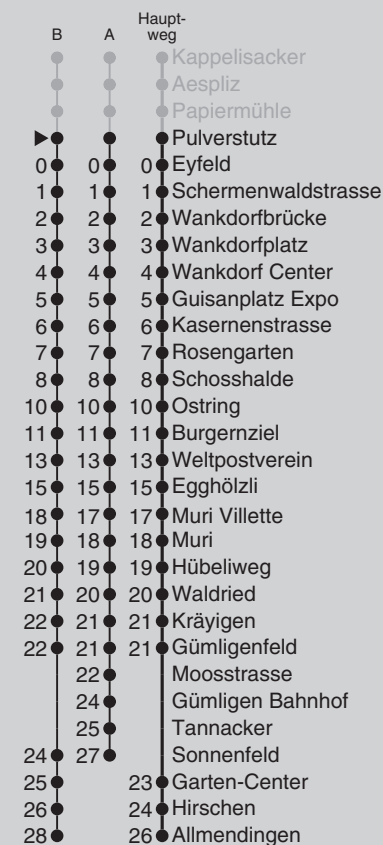 Haupt-
B A weg
Kappelisacker
Aespliz
Papiermühle
Pulverstutz
0 0 0 Eyfeld
1 1 1 Schermenwaldstrasse
2 2 2 Wankdorfbrücke
3 3 3 Wankdorfplatz
4 4 4 Wankdorf Center
5 5 5 Guisanplatz Expo
6 6 6 Kasernenstrasse
7 7 7 Rosengarten
8 8 8 Schosshalde
10 10 10 Ostring
11 11 11 Burgernziel
13 13 13 Weltpostverein
15 15 15 Egghölzli
18 17 17 Muri Villette
19 18 18 Muri
20 19 19 Hübeliweg
21 20 20 Waldried
22 21 21 Kräyigen
22 21 21 Gümligenfeld
22 Moosstrasse
24 Gümligen Bahnhof
25 Tannacker
24 27 Sonnenfeld
25 23 Garten-Center
26 24 Hirschen
28 26 Allmendingen